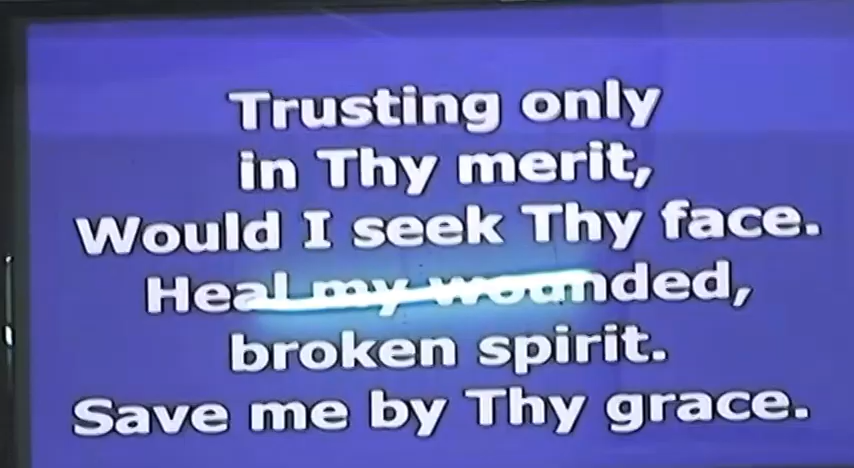 Trusting only
in Thy merit,
Would I seek Thy face.
Heal my wounded,
broken spirit.
Save me by Thy grace.